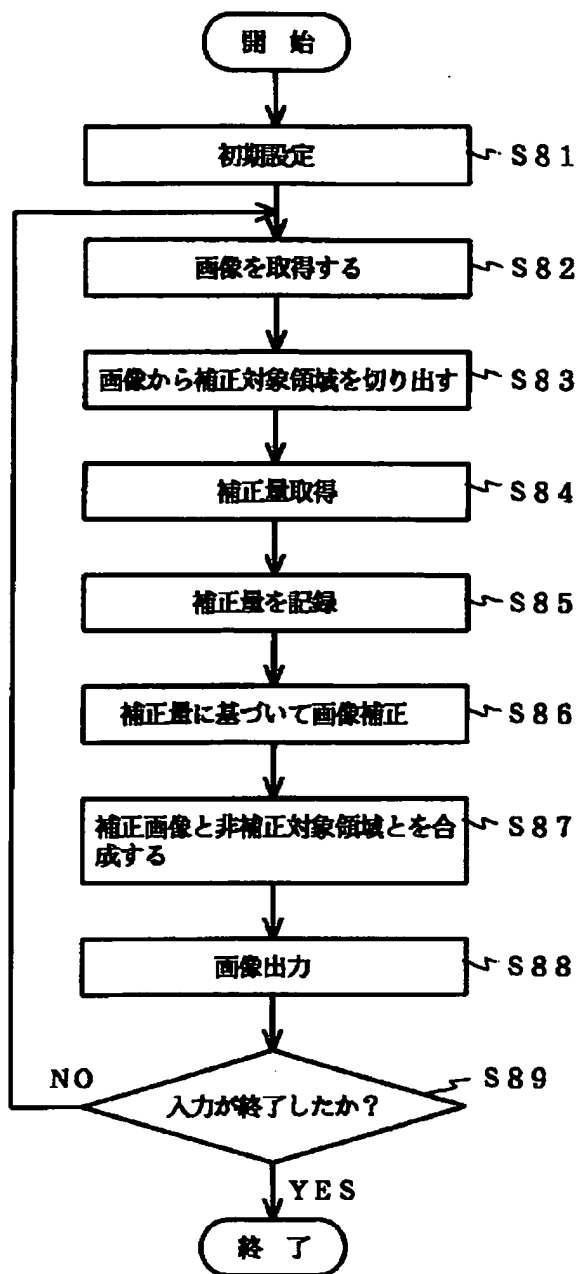 開 始
初期設定
S81
画像を取得する
S82
画像から補正対象領域を切り出す
S83
補正量取得
S84
補正量を記録
S85
補正量に基づいて画像補正
S86
補正画像と非補正対象領域とを合
成する
S87
画像出力
S88
入力が終了したか?
S89
NO
YES
終 了